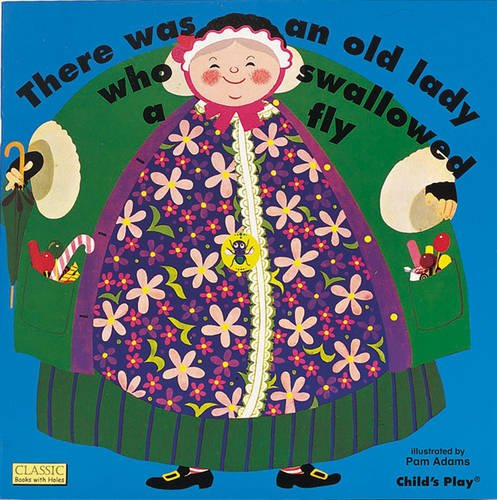 There was an old lady
who swallowed
a fly
illustrated by
Pam Adams
CLASSIC
Books with Holes
Child's Play®